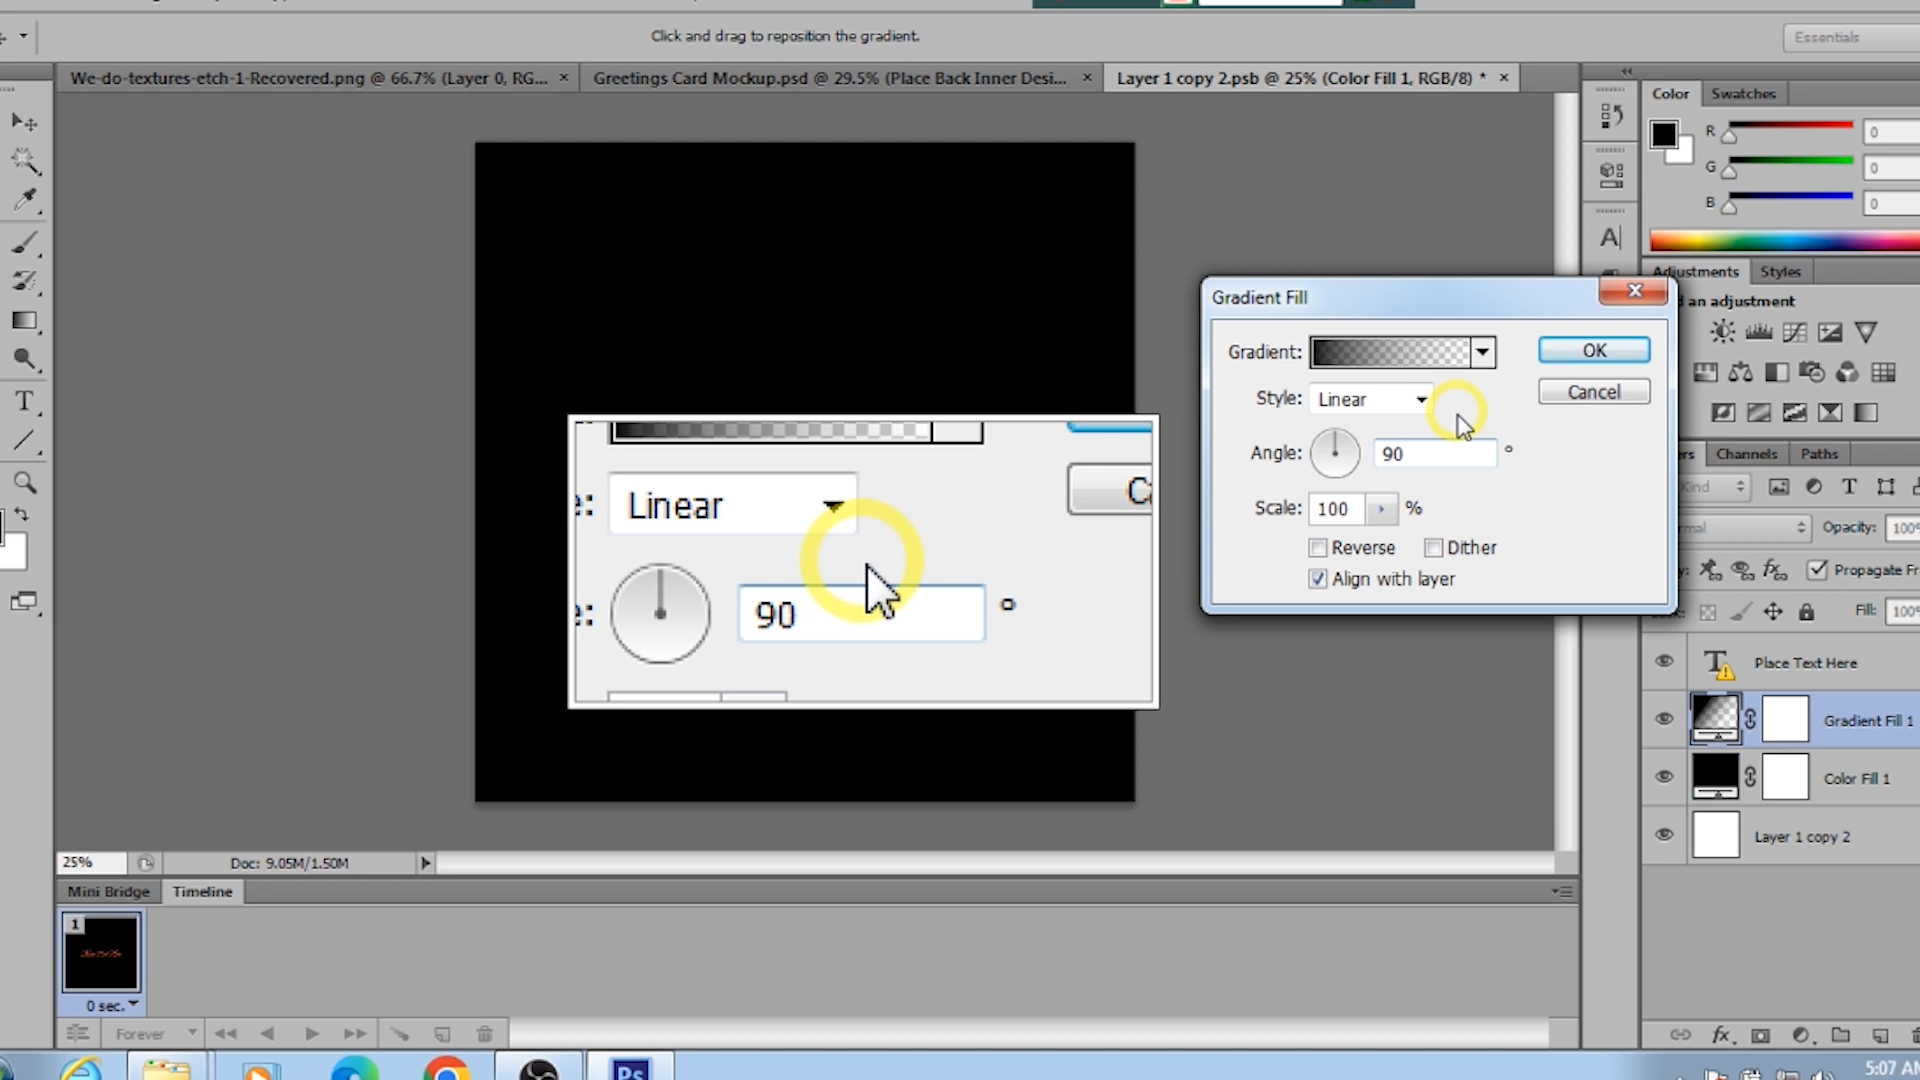 Click and drag to reposition the gradient.
Essentials
We-do-textures-etch-1-Recovered.png @ 66.7% (Layer 0, RG... ×
Greetings Card Mockup.psd @ 29.5% (Place Back Inner Desi... ×
Layer 1 copy 2.psb @ 25% (Color Fill 1, RGB/8) * ×
Color
Swatches
R 0
G 0
B 0
A|
Adjustments
Styles
an adjustment
Gradient Fill
Gradient:
OK
Style: Linear
Cancel
Angle: 90 °
Scale: 100 %
Reverse
Dither
Align with layer
Linear
90 °
Channels
Paths
Kind
Opacity: 100%
Propagate Fr
Fill: 100%
T Place Text Here
Gradient Fill 1
Color Fill 1
Layer 1 copy 2
25%
Doc: 9.05M/1.50M
Mini Bridge
Timeline
1
0 sec.
Forever
fx
Ps
5:07 AM